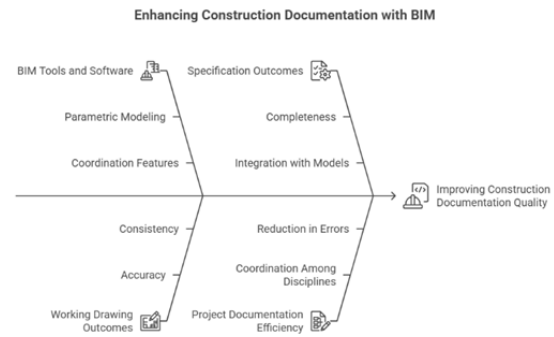 Enhancing Construction Documentation with BIM
BIM Tools and Software
Specification Outcomes
Parametric Modeling
Completeness
Coordination Features
Integration with Models
Improving Construction
Documentation Quality
Consistency
Reduction in Errors
Accuracy
Coordination Among
Disciplines
Working Drawing
Outcomes
Project Documentation
Efficiency